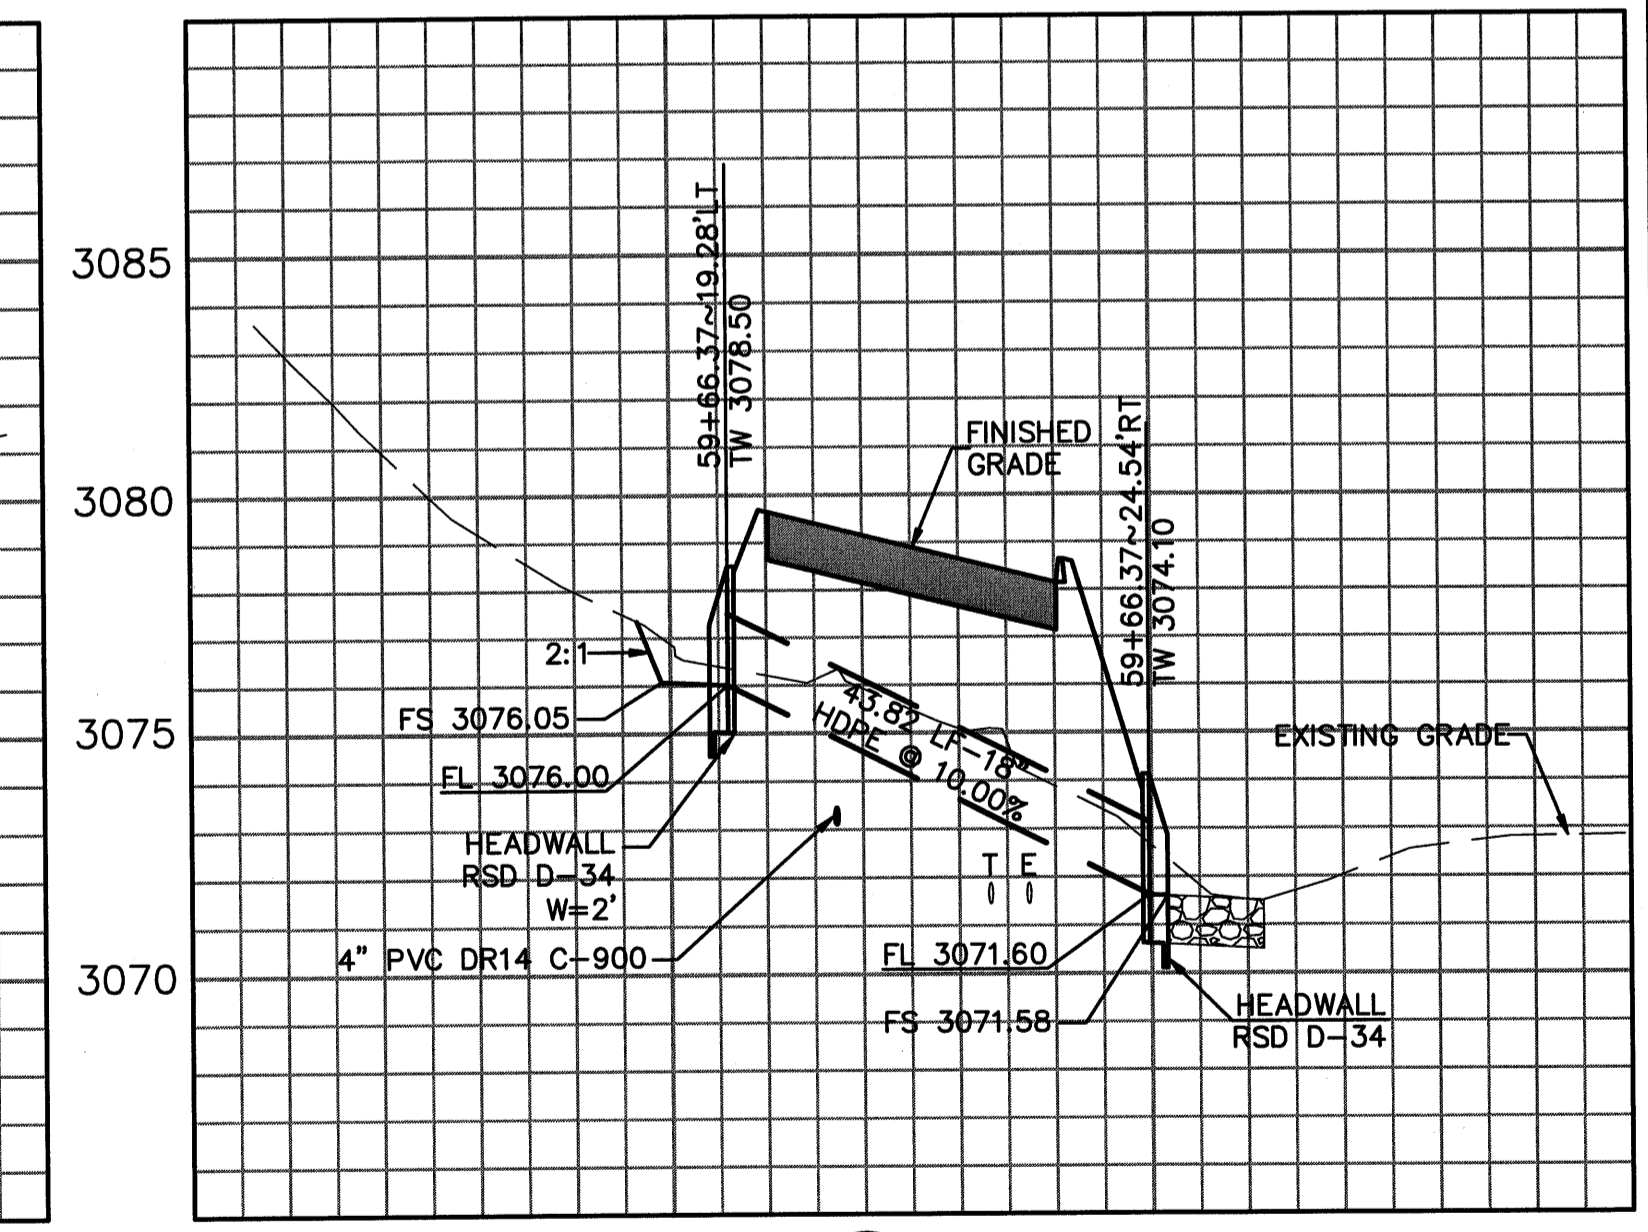 3085
3080
3075
3070
59+66.37~19.28'LT
TW 3078.50
FINISHED
GRADE
59+66.37~24.54'RT
TW 3074.10
2:1
FS 3076.05
FL 3076.00
HEADWALL
RSD D-34
W=2'
4" PVC DR14 C-900
43.82 LF-18"
HDPE @ 10.00%
T E
EXISTING GRADE
FL 3071.60
FS 3071.58
HEADWALL
RSD D-34